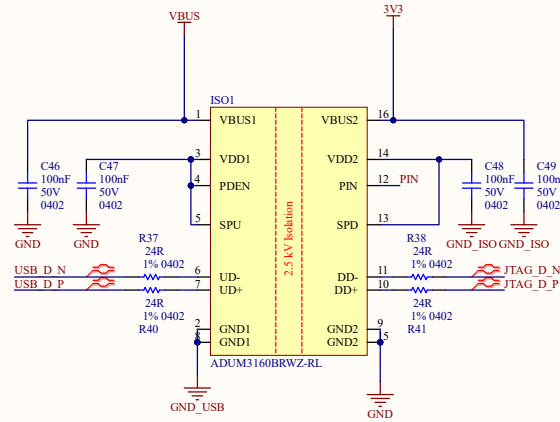 VBUS
3V3
ISO1
1 VBUS1 VBUS2 16
C46
100nF
50V
0402
GND
C47
100nF
50V
0402
GND
3 VDD1 VDD2 14
4 PDEN PIN 12 PIN
5 SPU SPD 13
C48
100nF
50V
0402
GND_ISO
C49
100nF
50V
0402
GND_ISO
2.5 kV Isolation
R37
24R
1% 0402
R38
24R
1% 0402
USB_D_N 6 UD- DD- 11 JTAG_D_N
USB_D_P 7 UD+ DD+ 10 JTAG_D_P
24R
1% 0402
R40
24R
1% 0402
R41
2 GND1 GND2 9
GND1 GND2
ADUM3160BRWZ-RL
GND_USB
GND